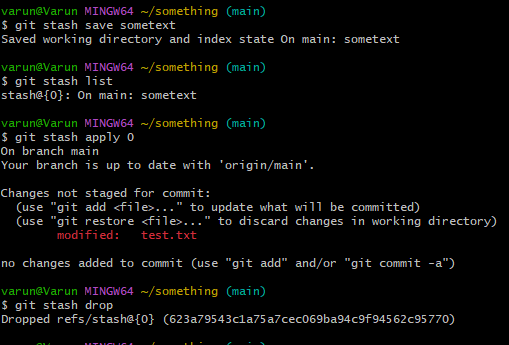 varun@Varun MINGW64 ~/something (main)
$ git stash save sometext
Saved working directory and index state On main: sometext
varun@Varun MINGW64 ~/something (main)
$ git stash list
stash@{0}: On main: sometext
varun@Varun MINGW64 ~/something (main)
$ git stash apply 0
On branch main
Your branch is up to date with 'origin/main'.
Changes not staged for commit:
  (use "git add <file>..." to update what will be committed)
  (use "git restore <file>..." to discard changes in working directory)
        modified:   test.txt
no changes added to commit (use "git add" and/or "git commit -a")
varun@Varun MINGW64 ~/something (main)
$ git stash drop
Dropped refs/stash@{0} (623a79543c1a75a7cec069ba94c9f94562c95770)